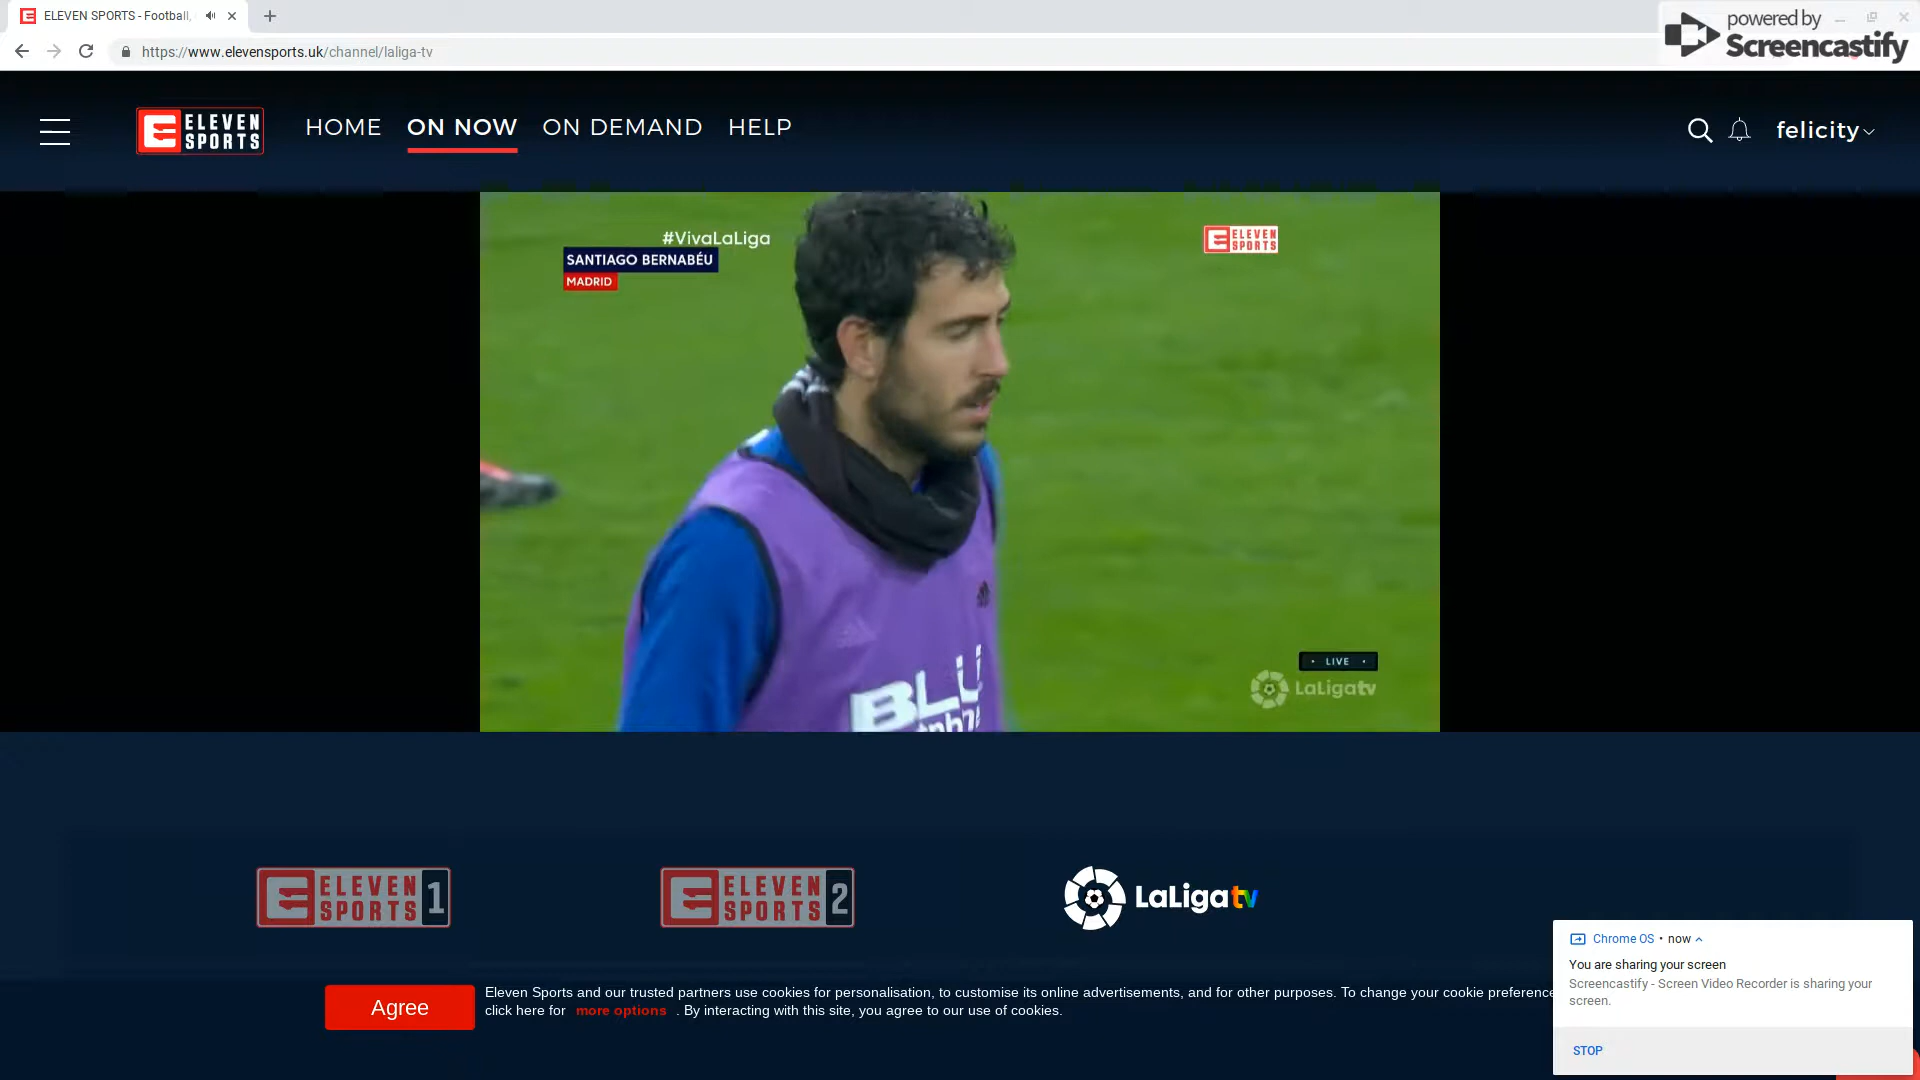 ELEVEN SPORTS - Football,
powered by
Screencastify
https://www.elevensports.uk/channel/laliga-tv
ELEVEN
SPORTS
HOME
ON NOW
ON DEMAND
HELP
felicity
#VivaLaLiga
SANTIAGO BERNABÉU
MADRID
ELEVEN
SPORTS
BLU
LIVE
LaLigatv
ELEVEN
SPORTS
1
ELEVEN
SPORTS
2
LaLigatv
Agree
Eleven Sports and our trusted partners use cookies for personalisation, to customise its online advertisements, and for other purposes. To change your cookie preference
click here for more options . By interacting with this site, you agree to our use of cookies.
Chrome OS • now
You are sharing your screen
Screencastify - Screen Video Recorder is sharing your
screen.
STOP